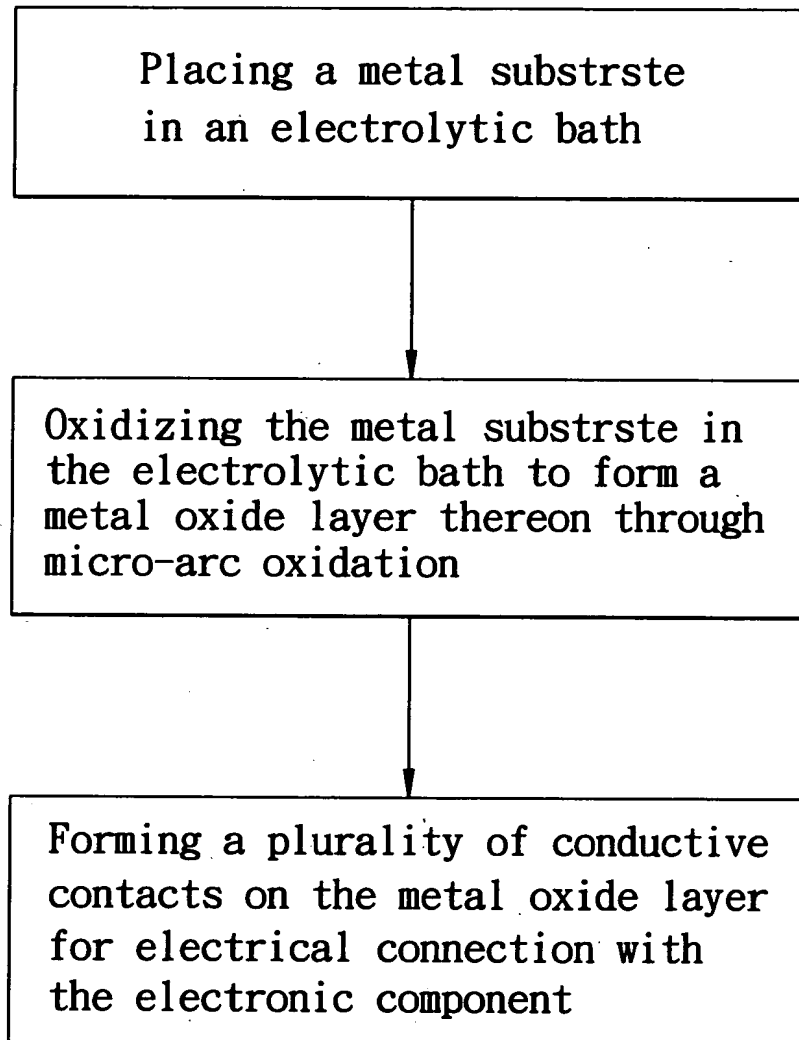 Placing a metal substrste
in an electrolytic bath
Oxidizing the metal substrste in
the electrolytic bath to form a
metal oxide layer thereon through
micro-arc oxidation
Forming a plurality of conductive
contacts on the metal oxide layer
for electrical connection with
the electronic component